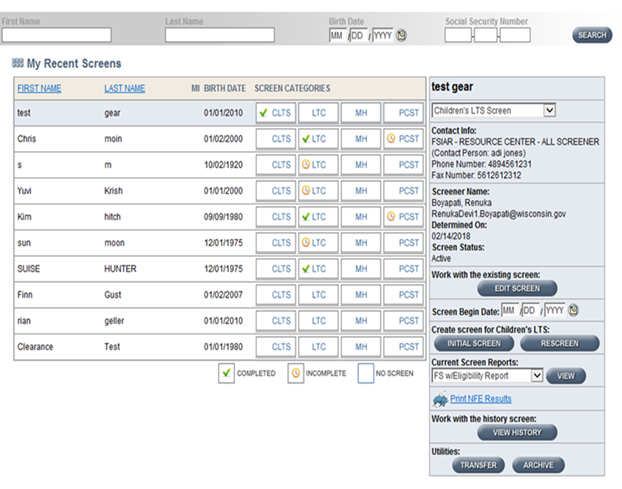 First Name Last Name Birth Date Social Security Number
MM / DD / YYYY - - SEARCH
My Recent Screens
FIRST NAME LAST NAME MI BIRTH DATE SCREEN CATEGORIES
test gear 01/01/2010 CLTS LTC MH PCST
Chris moin 01/02/2000 CLTS LTC MH PCST
s m 10/02/1920 CLTS LTC MH PCST
Yuvi Krish 01/01/2000 CLTS LTC MH PCST
Kim hitch 09/09/1980 CLTS LTC MH PCST
sun moon 12/01/1975 CLTS LTC MH PCST
SUISE HUNTER 12/01/1975 CLTS LTC MH PCST
Finn Gust 01/02/2007 CLTS LTC MH PCST
rian geller 01/01/2010 CLTS LTC MH PCST
Clearance Test 01/01/1980 CLTS LTC MH PCST
COMPLETED INCOMPLETE NO SCREEN
test gear
Children's LTS Screen
Contact Info:
FSIAR - RESOURCE CENTER - ALL SCREENER
(Contact Person: adi jones)
Phone Number: 4894561231
Fax Number: 5612612312
Screener Name:
Boyapati, Renuka
RenukaDevi1.Boyapati@wisconsin.gov
Determined On:
02/14/2018
Screen Status:
Active
Work with the existing screen:
EDIT SCREEN
Screen Begin Date: MM / DD / YYYY
Create screen for Children's LTS:
INITIAL SCREEN RESCREEN
Current Screen Reports:
FS w/Eligibility Report VIEW
Print NFE Results
Work with the history screen:
VIEW HISTORY
Utilities:
TRANSFER ARCHIVE